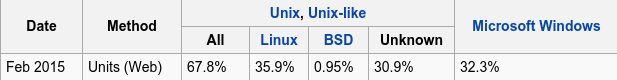 Date Method Unix, Unix-like Microsoft Windows
All Linux BSD Unknown
Feb 2015 Units (Web) 67.8% 35.9% 0.95% 30.9% 32.3%